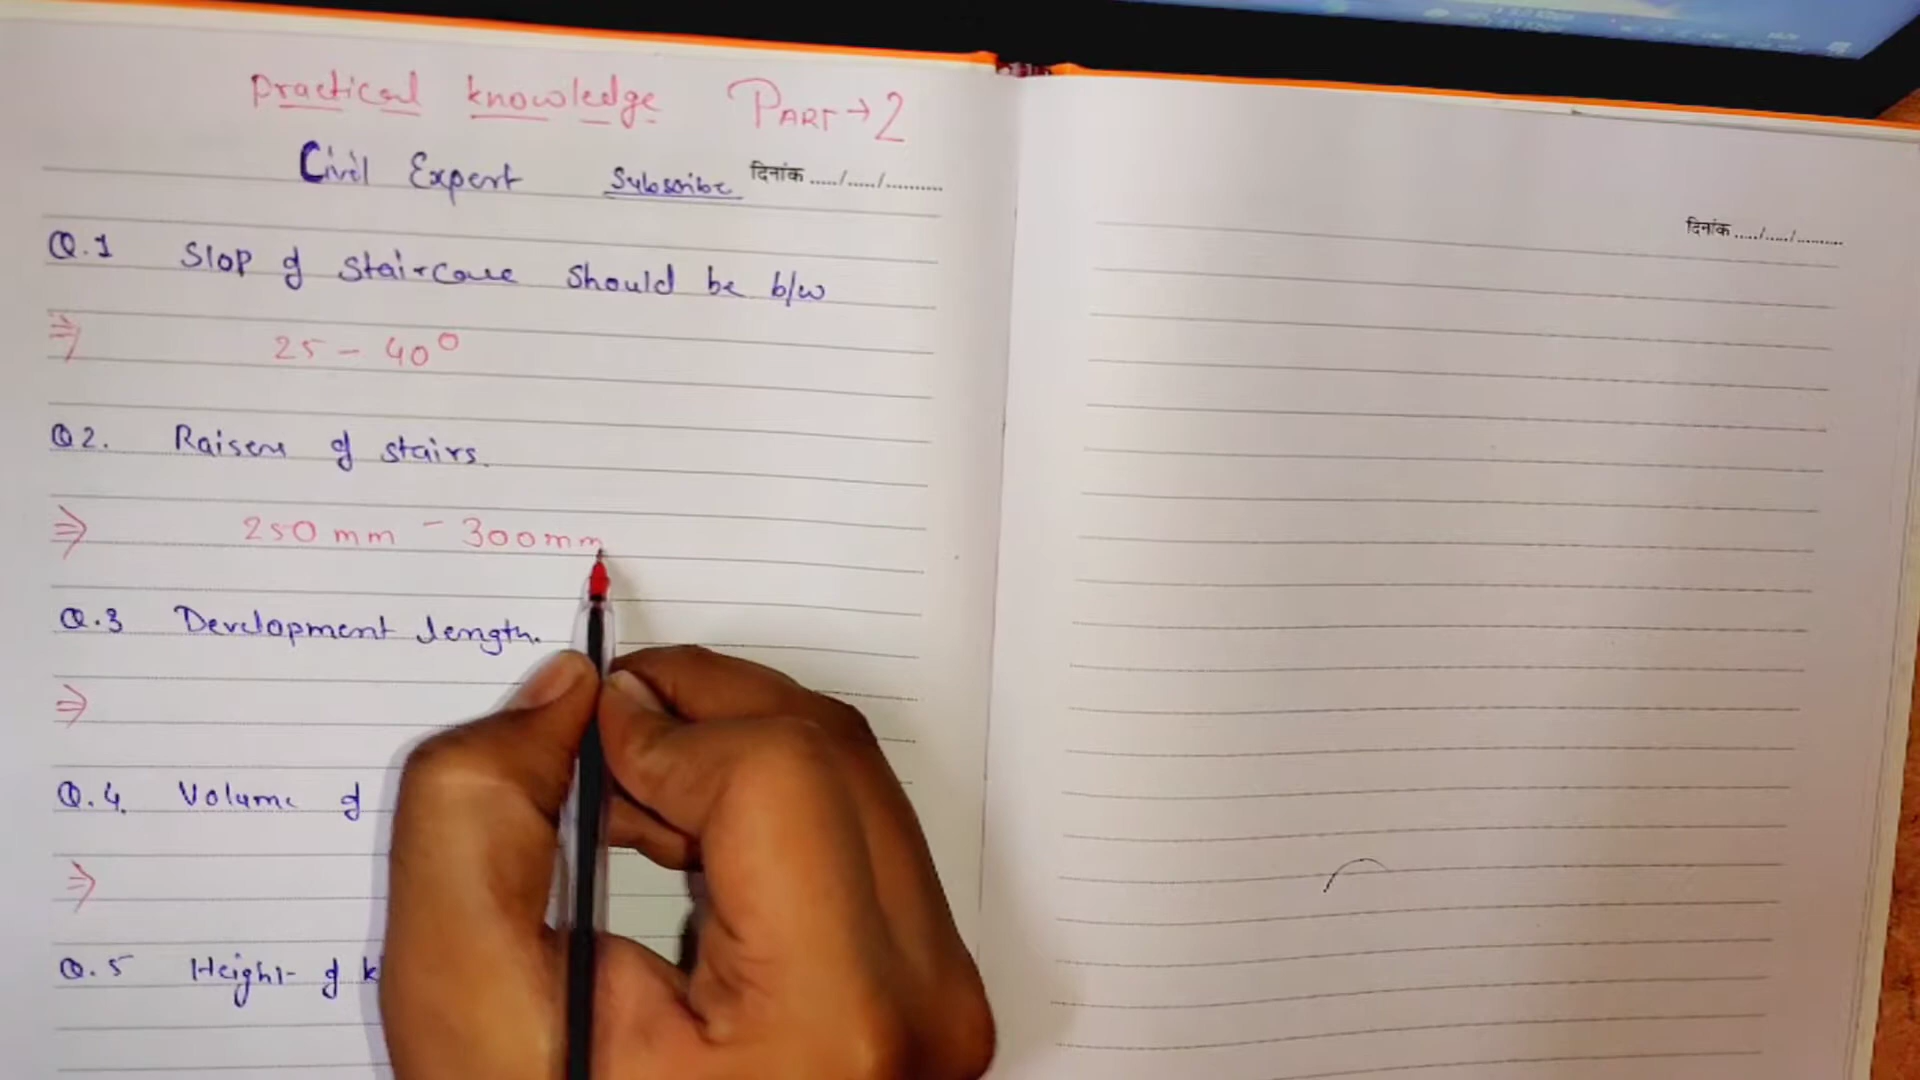 Practical knowledge PART→2
Civil Expert Subscribe दिनांक ...../...../..........
दिनांक ...../...../..........
Q.1 Slop of Staircase should be b/w
⇒ 25 - 40°
Q2. Raisers of stairs.
⇒ 250 mm - 300mm
Q.3 Development length.
⇒
Q.4. Volume of
⇒
Q.5 Height of